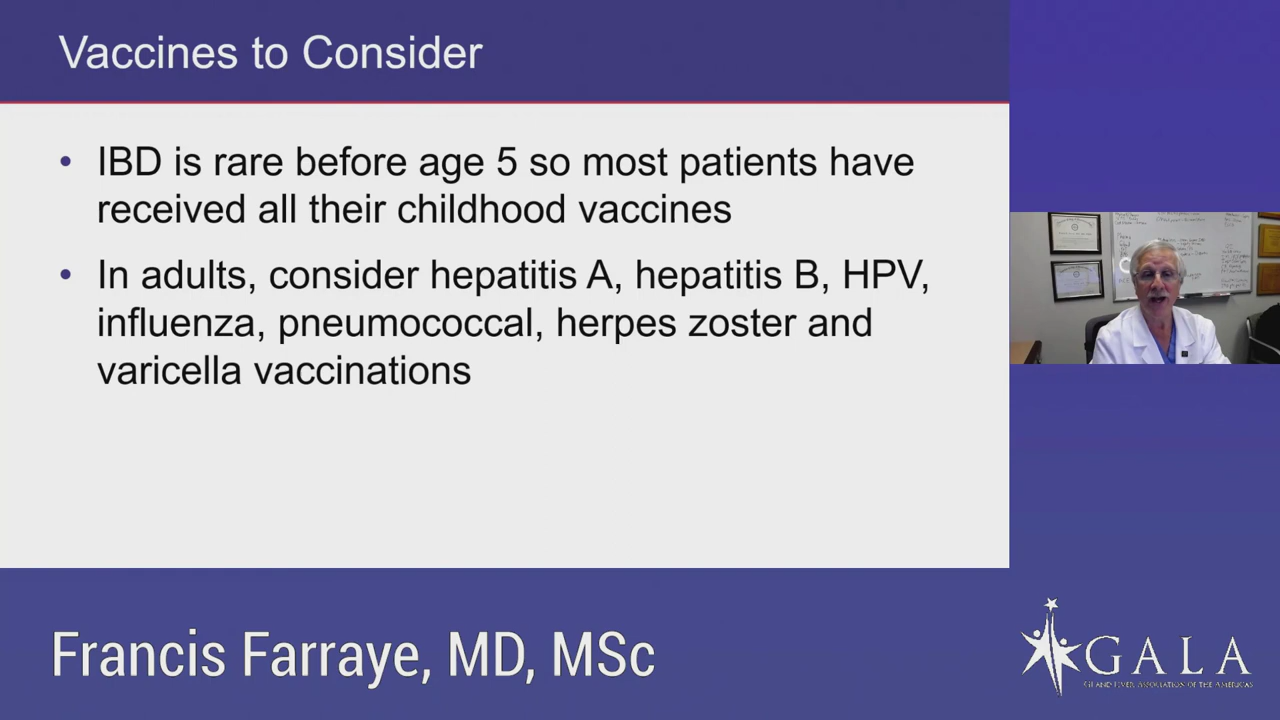 Vaccines to Consider
• IBD is rare before age 5 so most patients have
received all their childhood vaccines
• In adults, consider hepatitis A, hepatitis B, HPV,
influenza, pneumococcal, herpes zoster and
varicella vaccinations
Francis Farraye, MD, MSc
GALA
GI AND LIVER ASSOCIATION OF THE AMERICAS